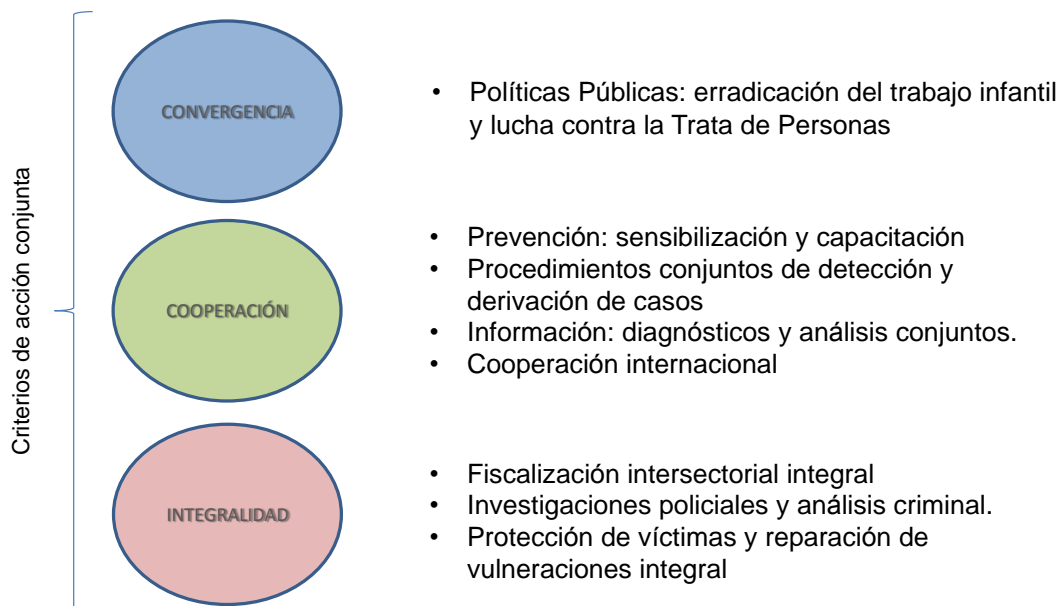 Criterios de acción conjunta
CONVERGENCIA
• Políticas Públicas: erradicación del trabajo infantil
y lucha contra la Trata de Personas
COOPERACIÓN
• Prevención: sensibilización y capacitación
• Procedimientos conjuntos de detección y
derivación de casos
• Información: diagnósticos y análisis conjuntos.
• Cooperación internacional
INTEGRALIDAD
• Fiscalización intersectorial integral
• Investigaciones policiales y análisis criminal.
• Protección de víctimas y reparación de
vulneraciones integral